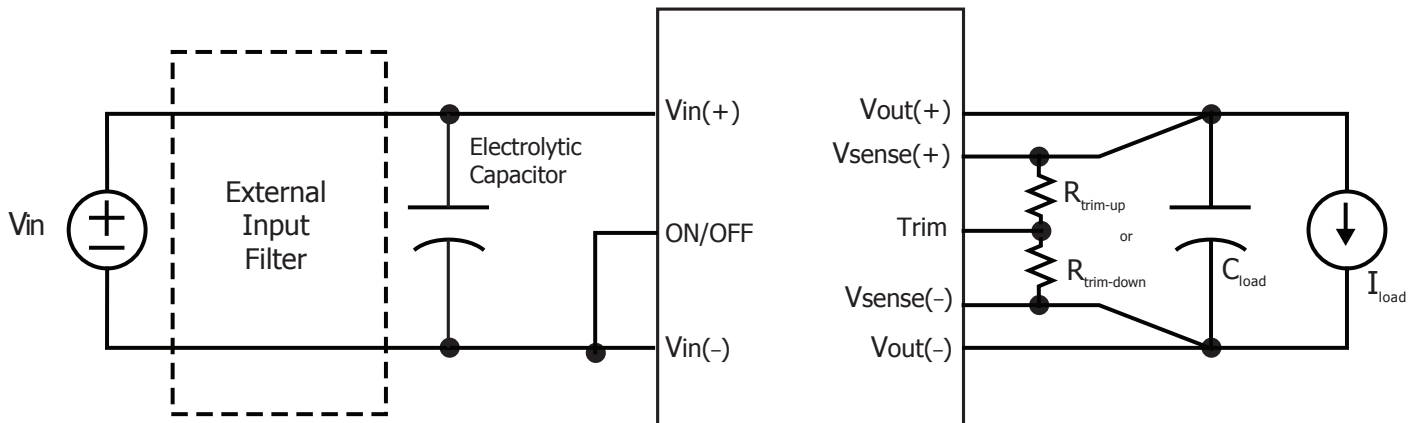 Vin
External
Input
Filter
Electrolytic
Capacitor
Vin(+)
ON/OFF
Vin(−)
Vout(+)
Vsense(+)
Trim
Vsense(−)
Vout(−)
Rtrim-up
or
Rtrim-down
Cload
Iload